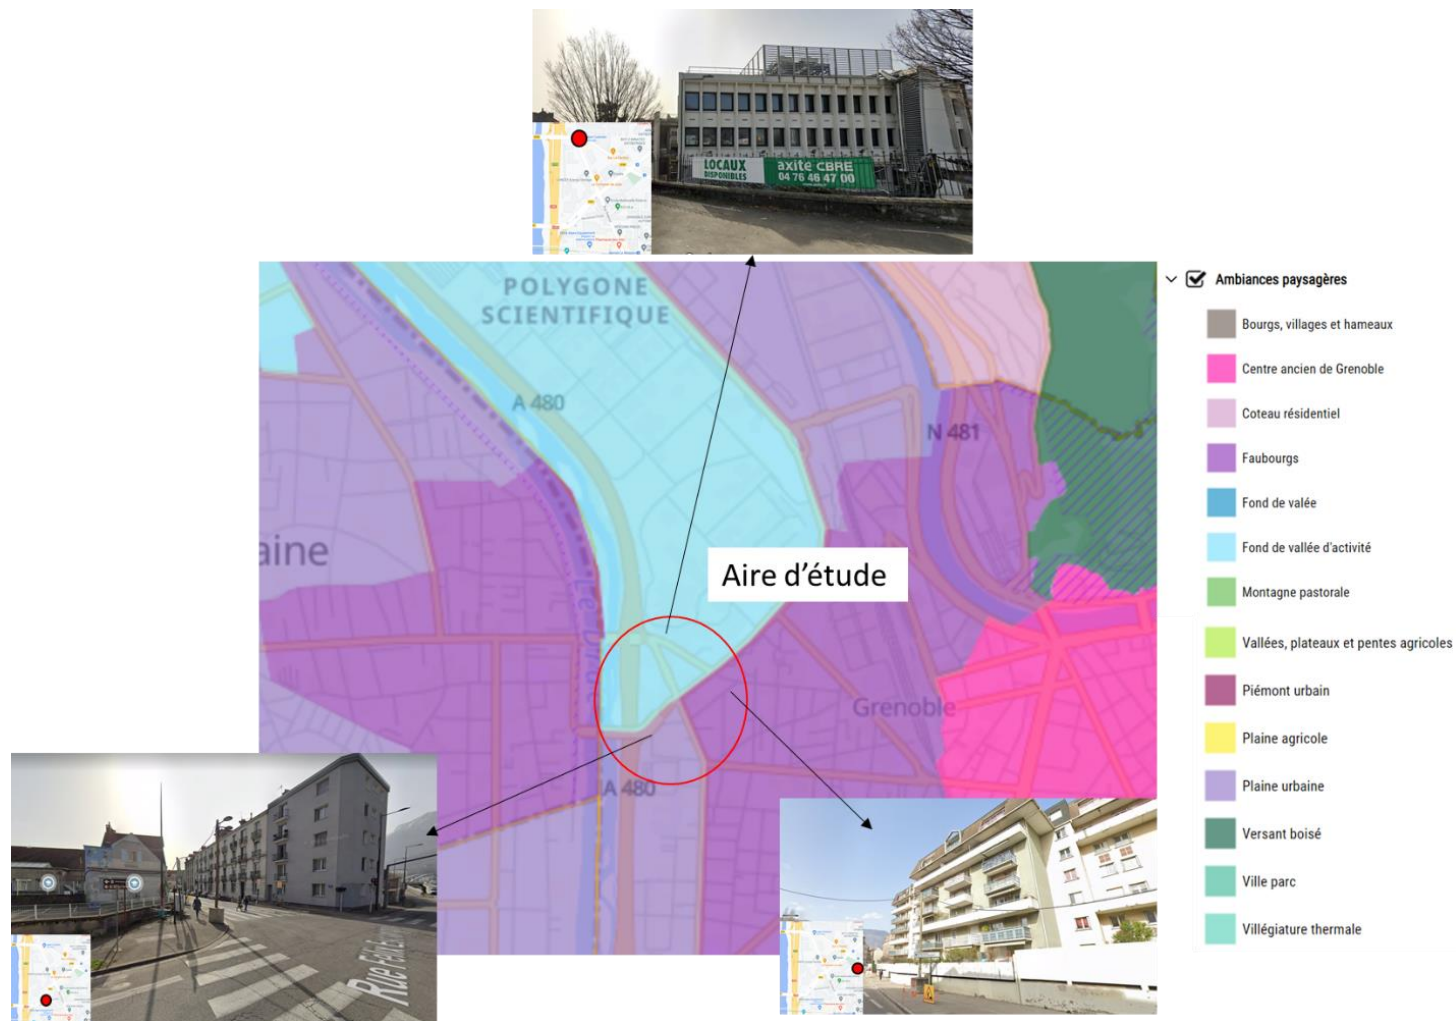 LOCAUX
DISPONIBLES
axite CBRE
04 76 46 47 00
POLYGONE
SCIENTIFIQUE
A 480
N 481
aine
Le Drac
Aire d'étude
Grenoble
A 480
Rue Félix E
Ambiances paysagères
Bourgs, villages et hameaux
Centre ancien de Grenoble
Coteau résidentiel
Faubourgs
Fond de valée
Fond de vallée d'activité
Montagne pastorale
Vallées, plateaux et pentes agricoles
Piémont urbain
Plaine agricole
Plaine urbaine
Versant boisé
Ville parc
Villégiature thermale